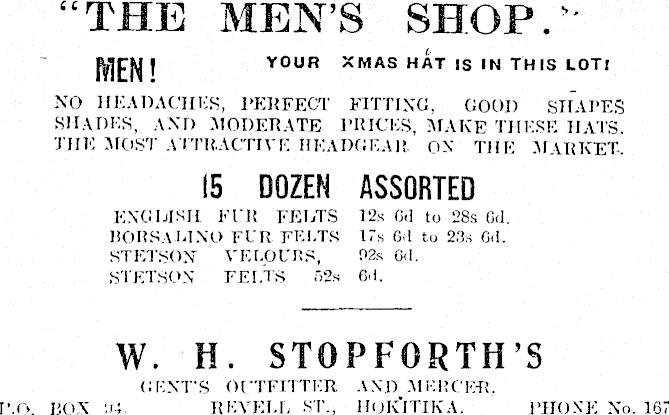 "THE MEN'S SHOP."
MEN! YOUR XMAS HAT IS IN THIS LOT!
NO HEADACHES, PERFECT FITTING, GOOD SHAPES
SHADES, AND MODERATE PRICES, MAKE THESE HATS.
THE MOST ATTRACTIVE HEADGEAR ON THE MARKET.
15 DOZEN ASSORTED
ENGLISH FUR FELTS 12s 6d to 28s 6d.
BORSALINO FUR FELTS 17s 6d to 23s 6d.
STETSON VELOURS, 92s 6d.
STETSON FELTS 52s 6d.
W. H. STOPFORTH'S
GENT'S OUTFITTER AND MERCER.
P.O. BOX 94. REVELL ST., HOKITIKA. PHONE No. 167